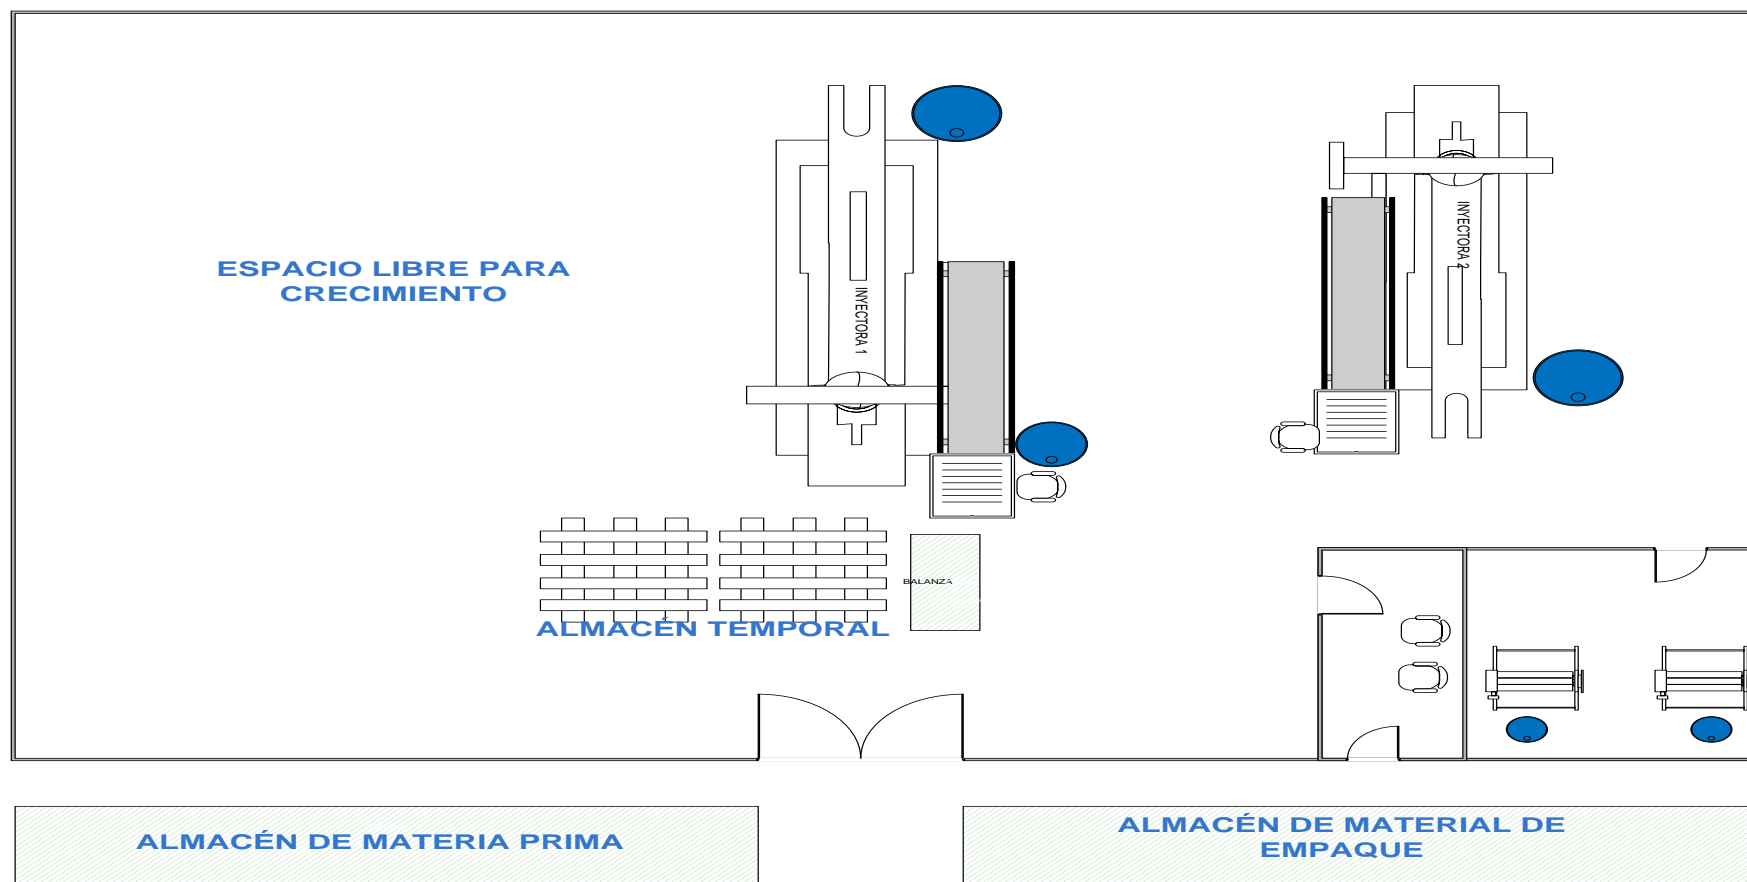 INYECTORA 2
ESPACIO LIBRE PARA
CRECIMIENTO
INYECTORA 1
BALANZA
ALMACÉN TEMPORAL
ALMACÉN DE MATERIA PRIMA
ALMACÉN DE MATERIAL DE
EMPAQUE